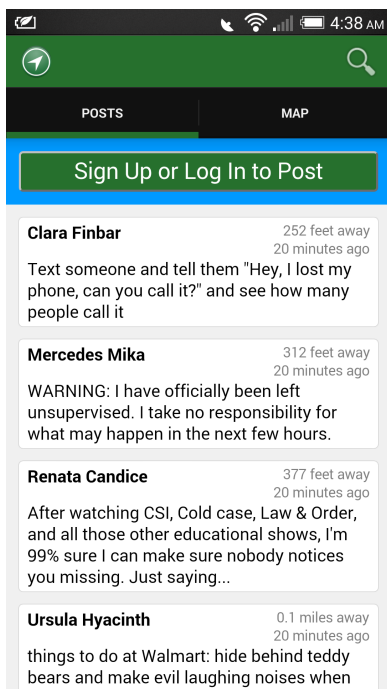 4:38 AM
POSTS MAP
Sign Up or Log In to Post
Clara Finbar 252 feet away
20 minutes ago
Text someone and tell them "Hey, I lost my
phone, can you call it?" and see how many
people call it
Mercedes Mika 312 feet away
20 minutes ago
WARNING: I have officially been left
unsupervised. I take no responsibility for
what may happen in the next few hours.
Renata Candice 377 feet away
20 minutes ago
After watching CSI, Cold case, Law & Order,
and all those other educational shows, I'm
99% sure I can make sure nobody notices
you missing. Just saying...
Ursula Hyacinth 0.1 miles away
20 minutes ago
things to do at Walmart: hide behind teddy
bears and make evil laughing noises when